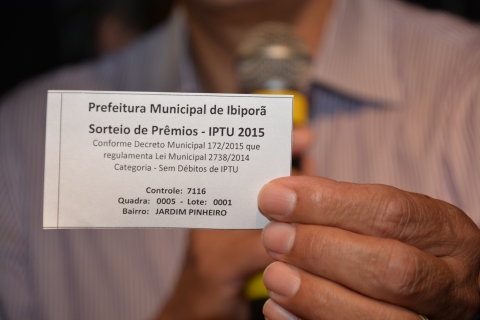 Prefeitura Municipal de Ibiporã
Sorteio de Prêmios - IPTU 2015
Conforme Decreto Municipal 172/2015 que
regulamenta Lei Municipal 2738/2014
Categoria - Sem Débitos de IPTU
Controle: 7116
Quadra: 0005 - Lote: 0001
Bairro: JARDIM PINHEIRO